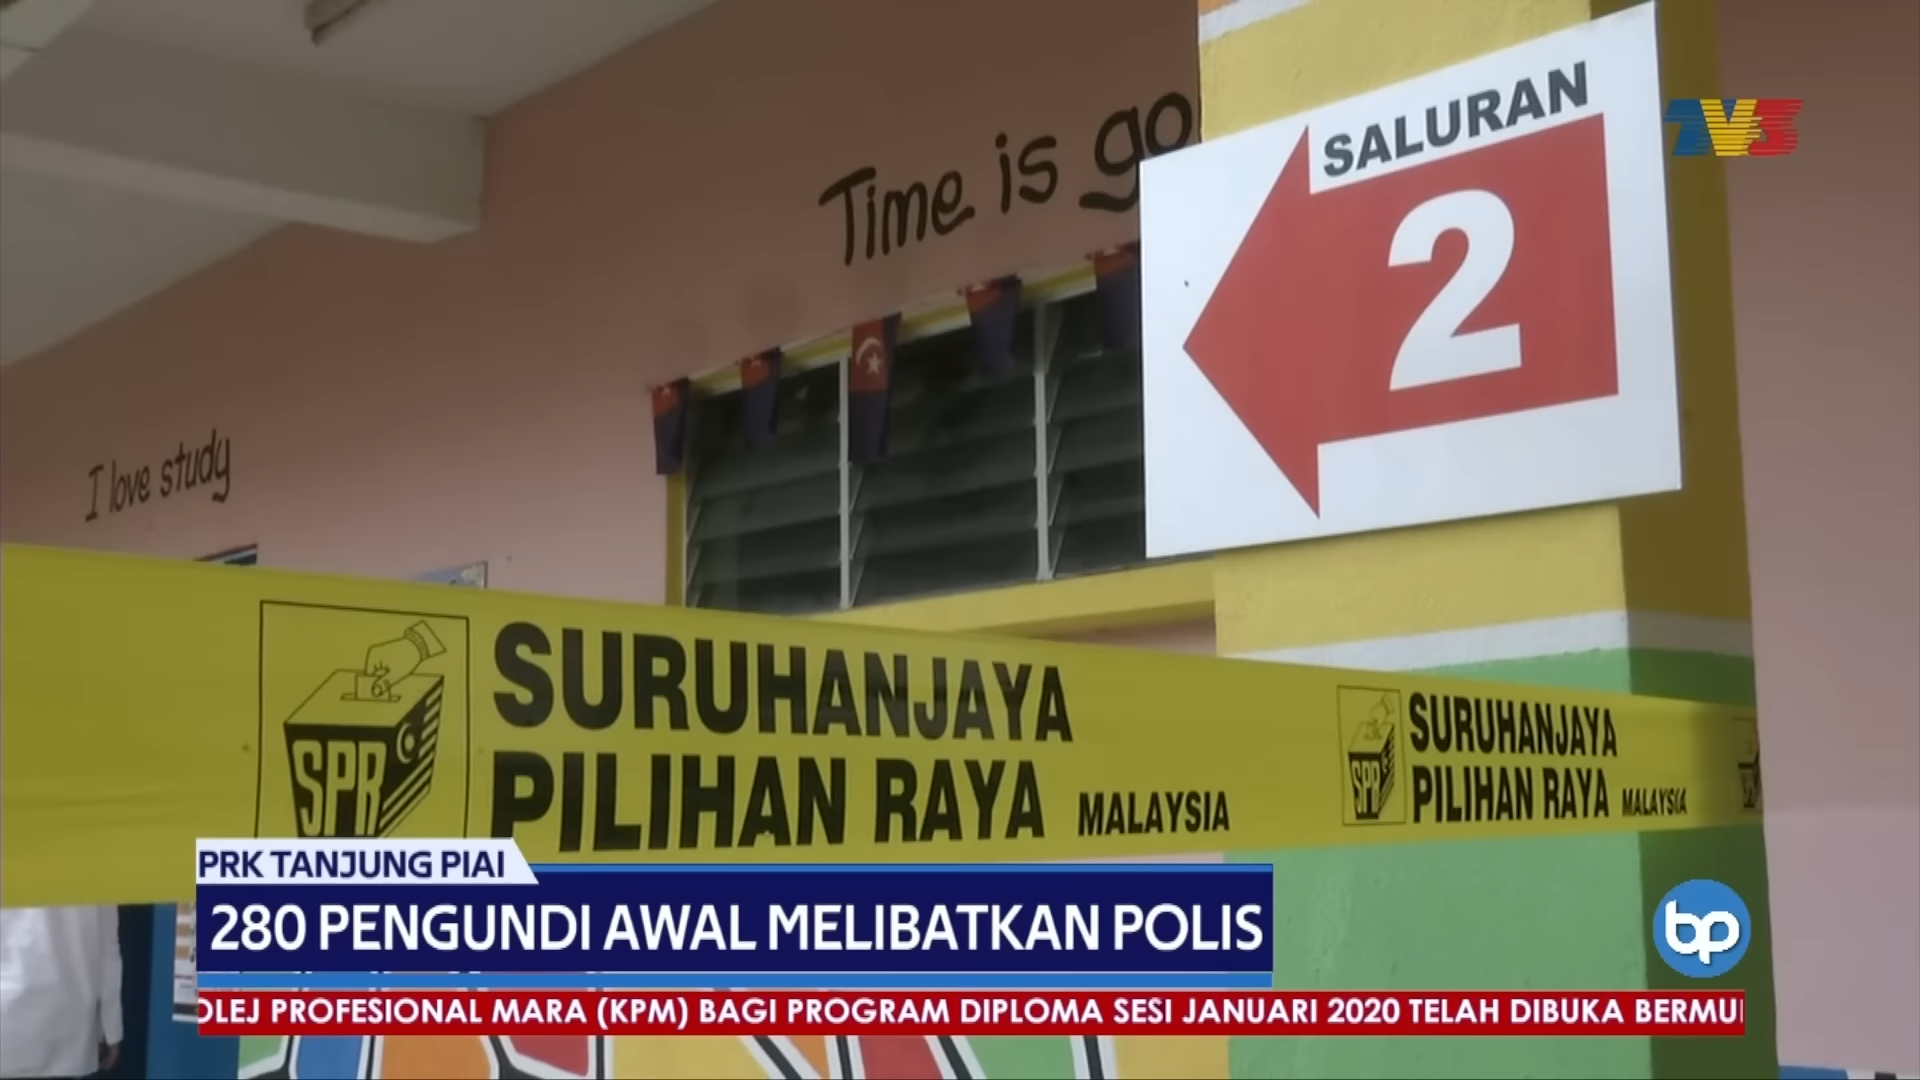 Time is go
SALURAN
2
TV3
I love study
SPR
SURUHANJAYA
PILIHAN RAYA MALAYSIA
SPR
SURUHANJAYA
PILIHAN RAYA MALAYSIA
PRK TANJUNG PIAI
280 PENGUNDI AWAL MELIBATKAN POLIS
bp
OLEJ PROFESIONAL MARA (KPM) BAGI PROGRAM DIPLOMA SESI JANUARI 2020 TELAH DIBUKA BERMU